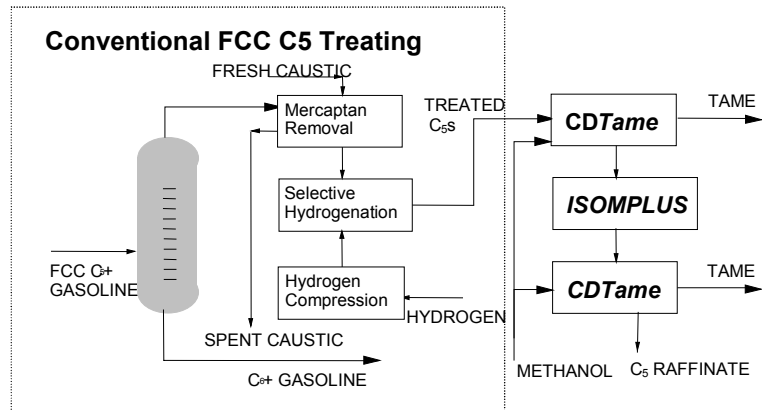 Conventional FCC C5 Treating
FRESH CAUSTIC
Mercaptan
Removal
TREATED
C₅s
CDTame
TAME
Selective
Hydrogenation
ISOMPLUS
FCC C₅+
GASOLINE
Hydrogen
Compression
CDTame
TAME
HYDROGEN
SPENT CAUSTIC
METHANOL
C₅ RAFFINATE
C₆+ GASOLINE